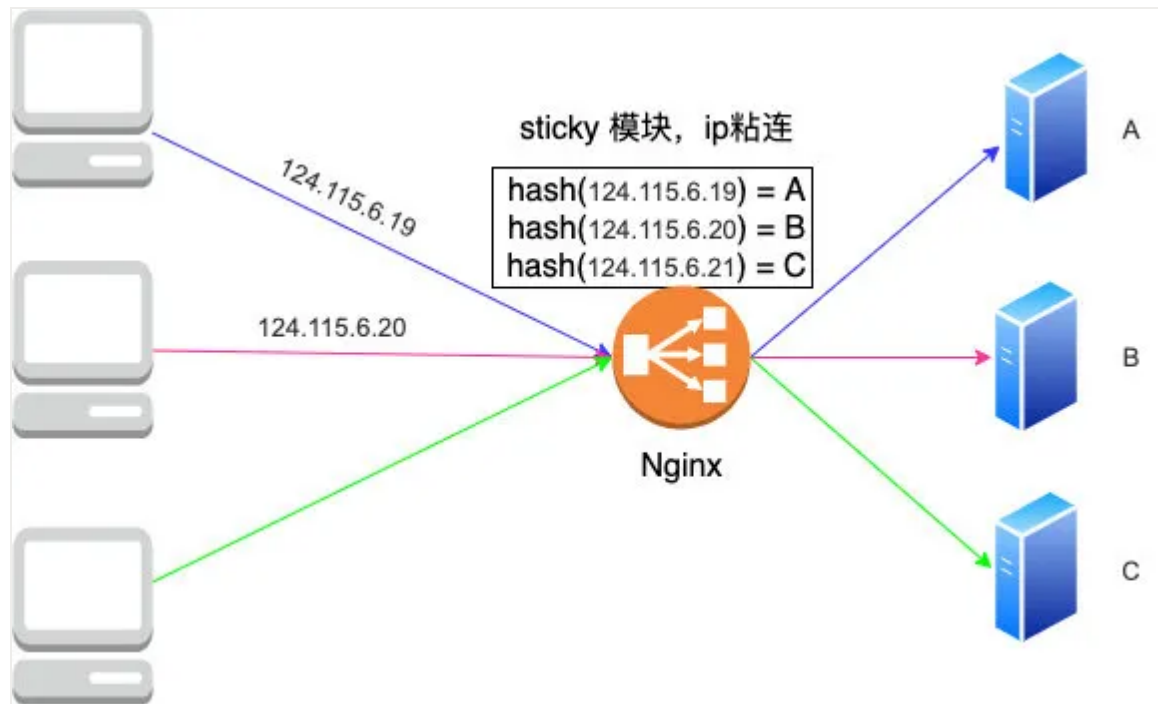 sticky 模块，ip粘连
124.115.6.19
hash(124.115.6.19) = A
hash(124.115.6.20) = B
hash(124.115.6.21) = C
124.115.6.20
Nginx
A
B
C